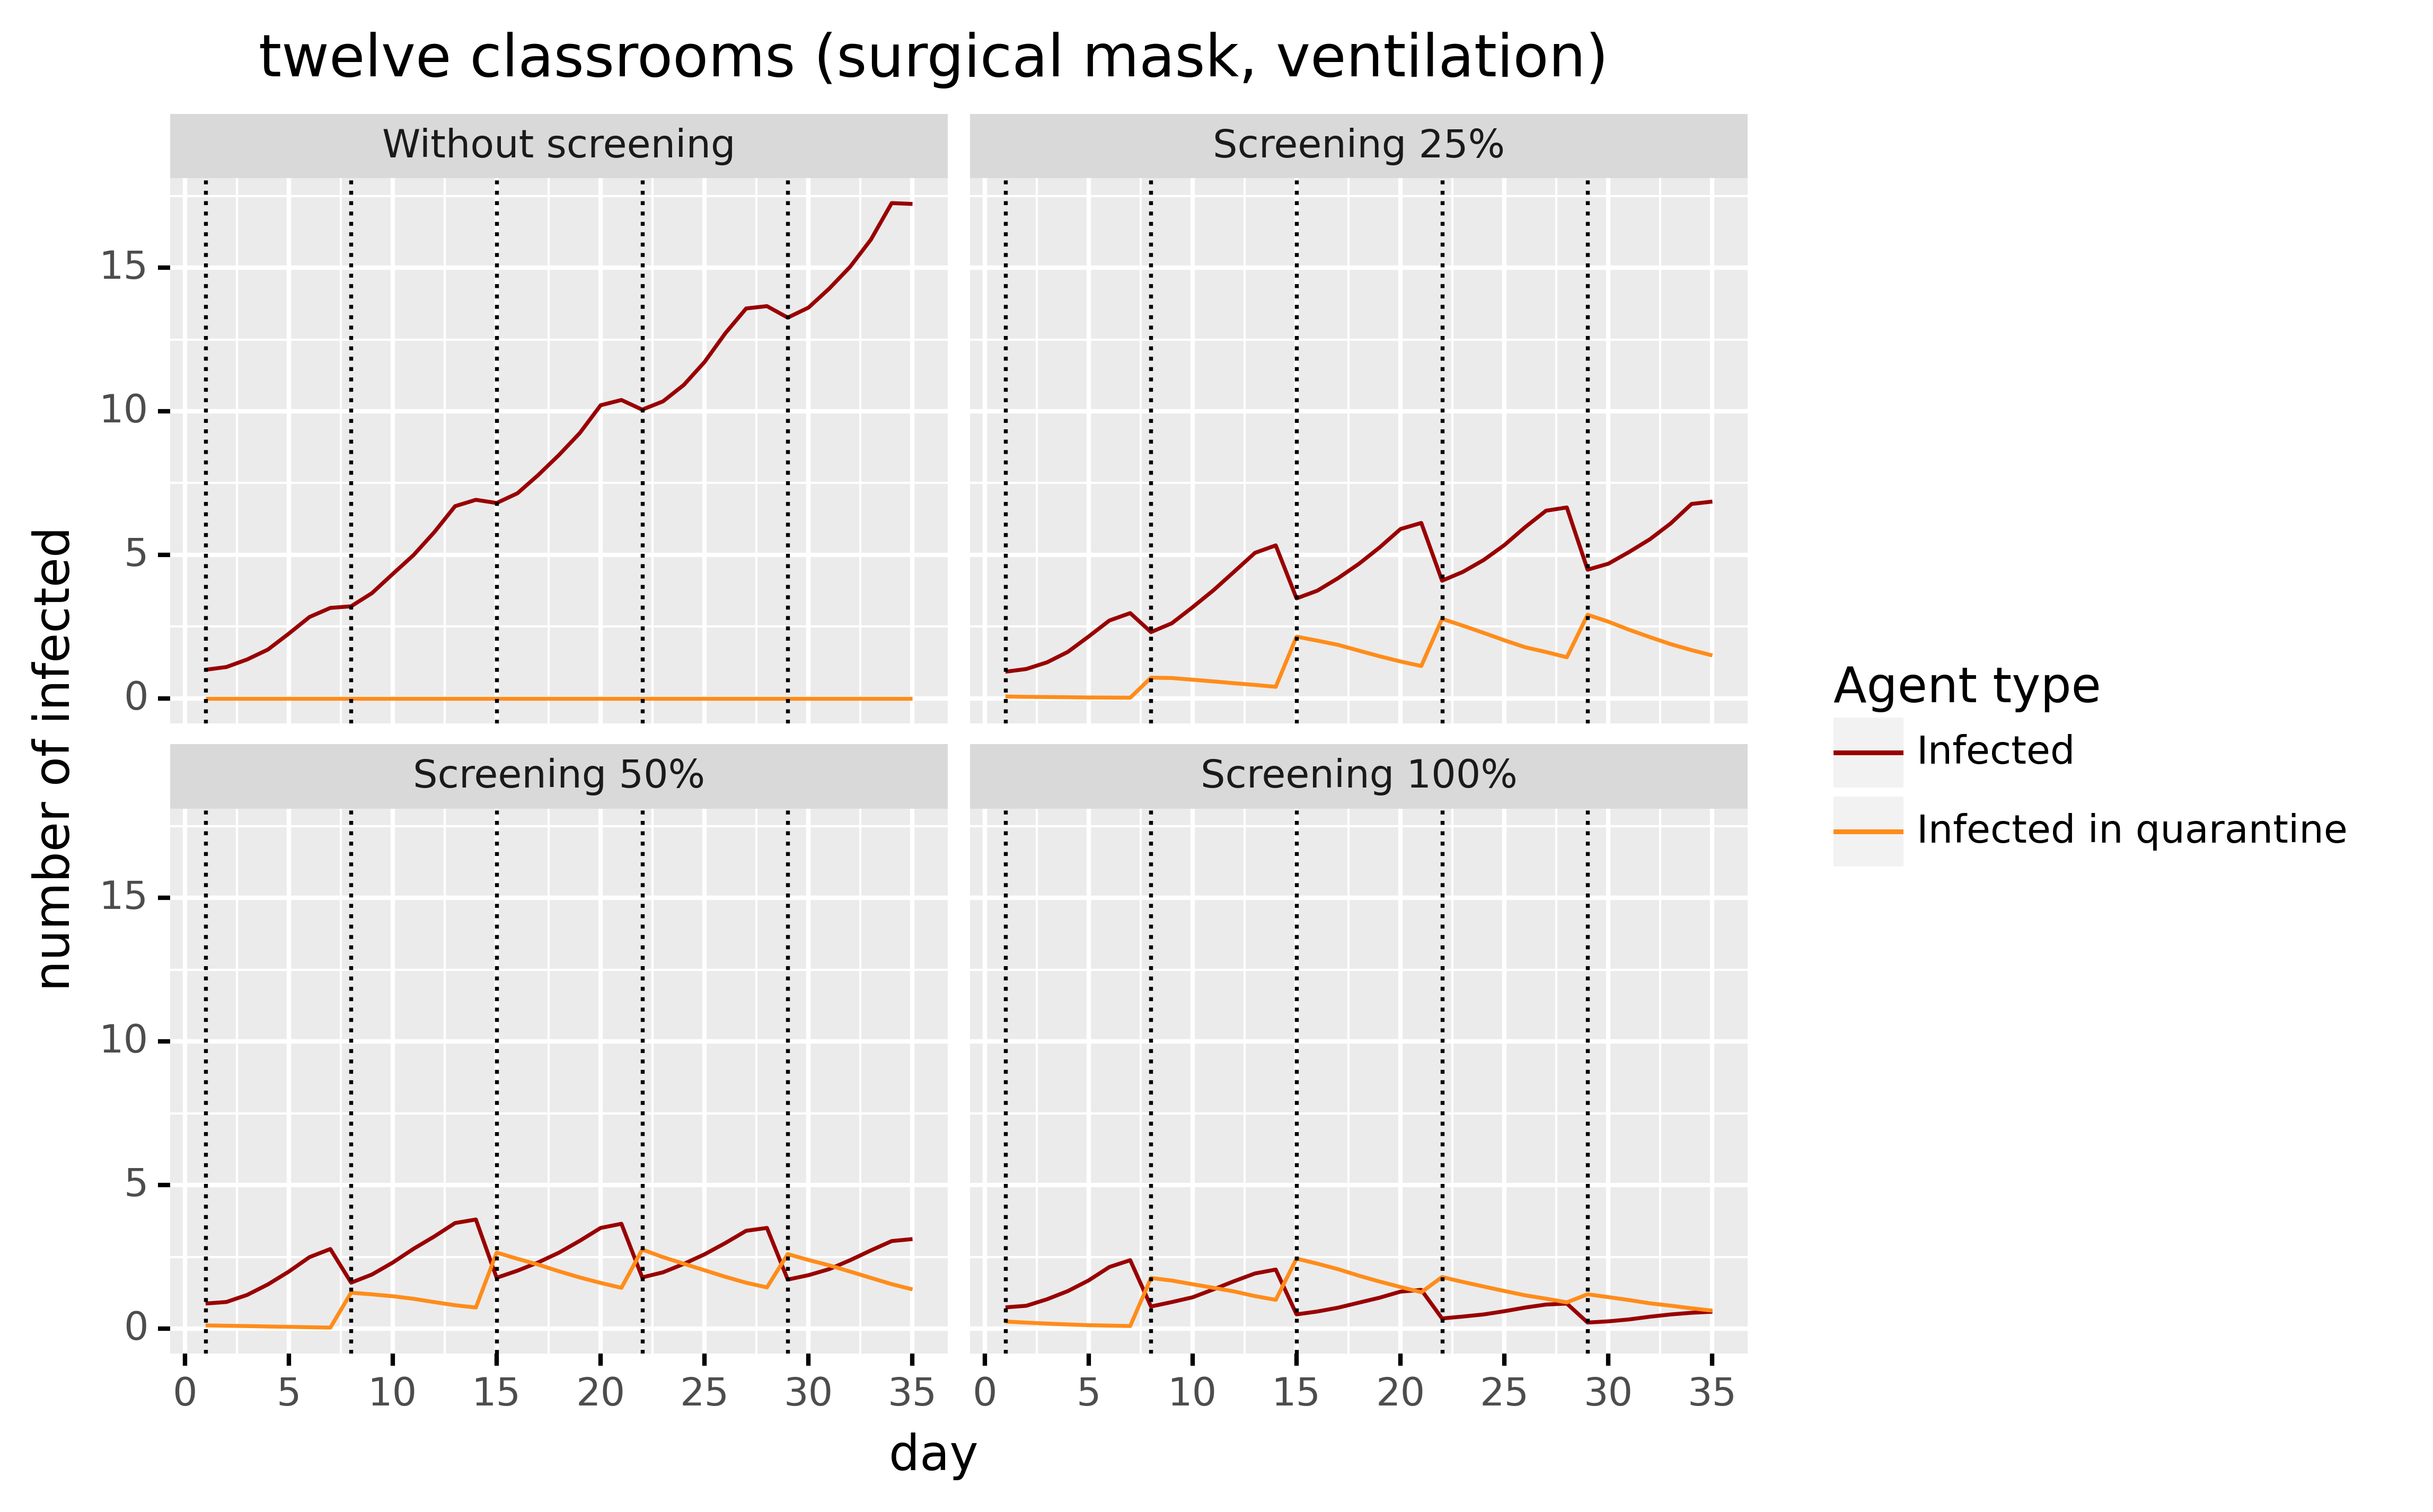 twelve classrooms (surgical mask, ventilation)
Without screening
Screening 25%
15
10
5
0
Screening 50%
Screening 100%
15
10
5
0
0 5 10 15 20 25 30 35
0 5 10 15 20 25 30 35
day
number of infected
Agent type
Infected
Infected in quarantine